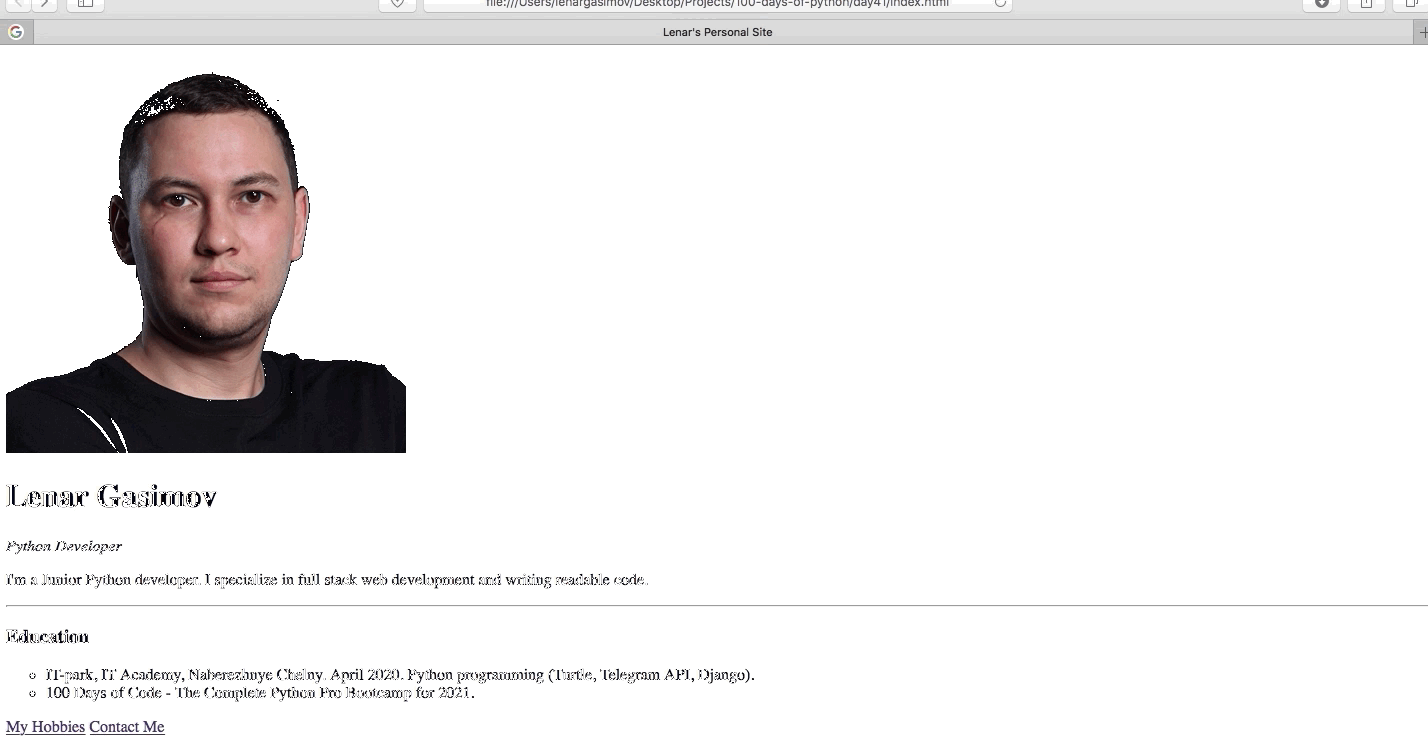 file:///Users/lenargasimov/Desktop/Projects/100-days-of-python/day41/index.html
Lenar's Personal Site
Lenar Gasimov
Python Developer
I'm a Junior Python developer. I specialize in full stack web development and writing readable code.
Education
IT-park, IT Academy, Naberezhnye Chelny. April 2020. Python programming (Turtle, Telegram API, Django).
100 Days of Code - The Complete Python Pro Bootcamp for 2021.
My Hobbies Contact Me